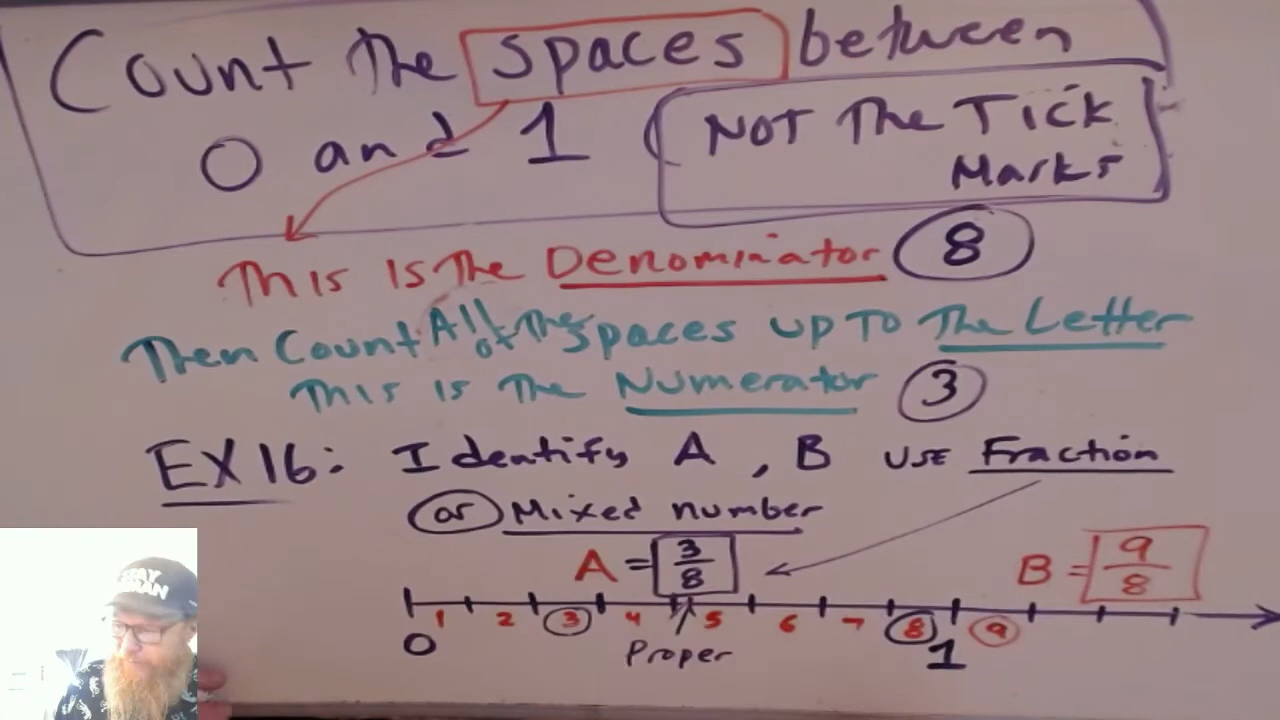 Count The Spaces between
0 and 1 (NOT The Tick
Marks
This Is The Denominator 8
Then Count All of The Spaces up To The Letter
This is The Numerator 3
EX16: Identify A, B use Fraction
or Mixed number
A = 3/8
B = 9/8
1 2 3 4 5 6 7 8 9
0 Proper 1
STAY